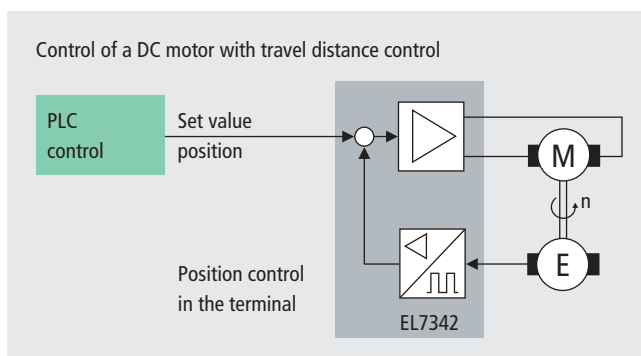 Control of a DC motor with travel distance control
PLC
control
Set value
position
M
n
E
Position control
in the terminal
EL7342